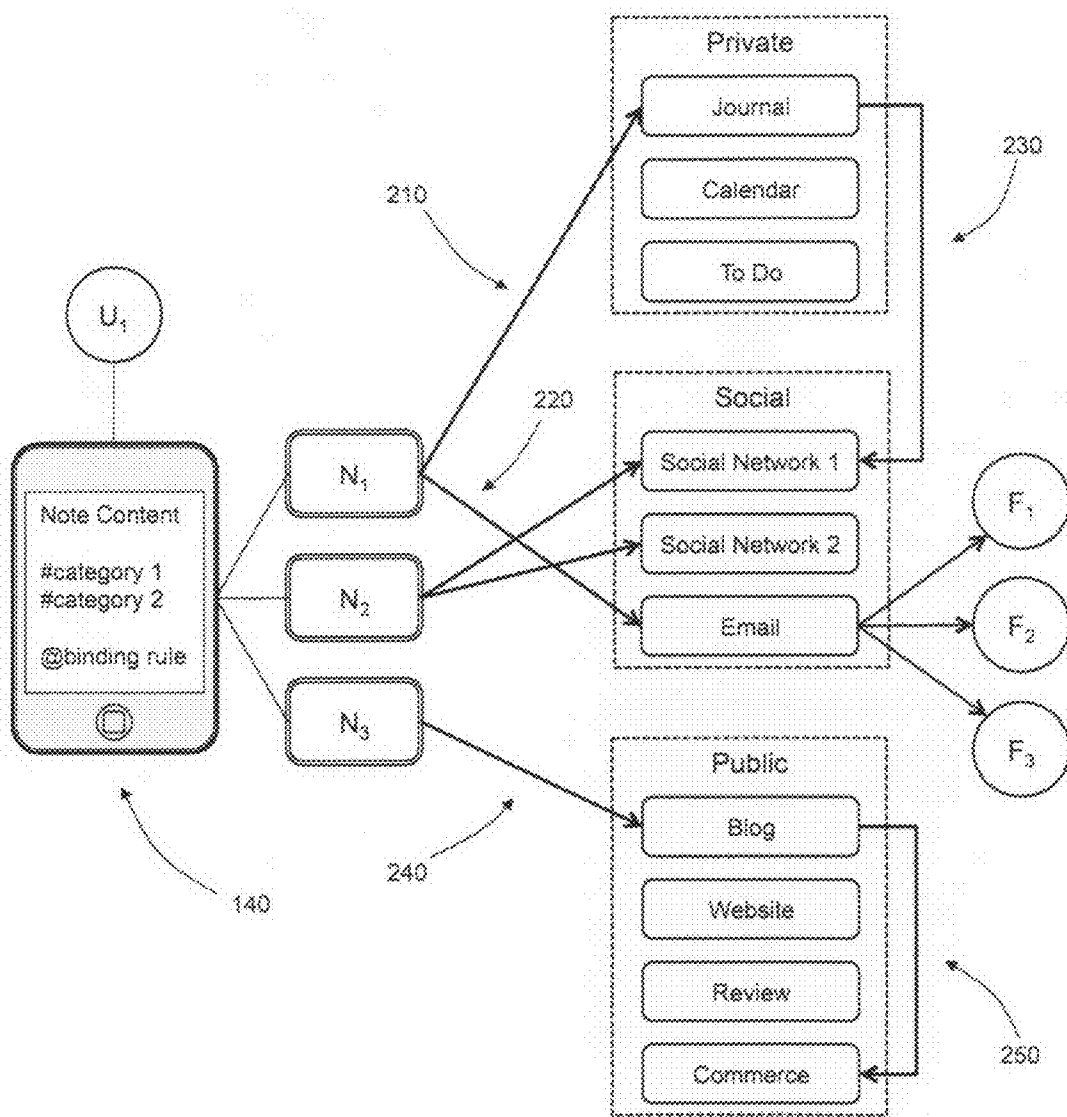 Private
Journal
230
Calendar
210
To Do
U1
Social
220
N1
Social Network 1
Note Content
F1
Social Network 2
#category 1
#category 2
N2
F2
Email
@binding rule
N3
F3
Public
Blog
240
140
Website
Review
250
Commerce